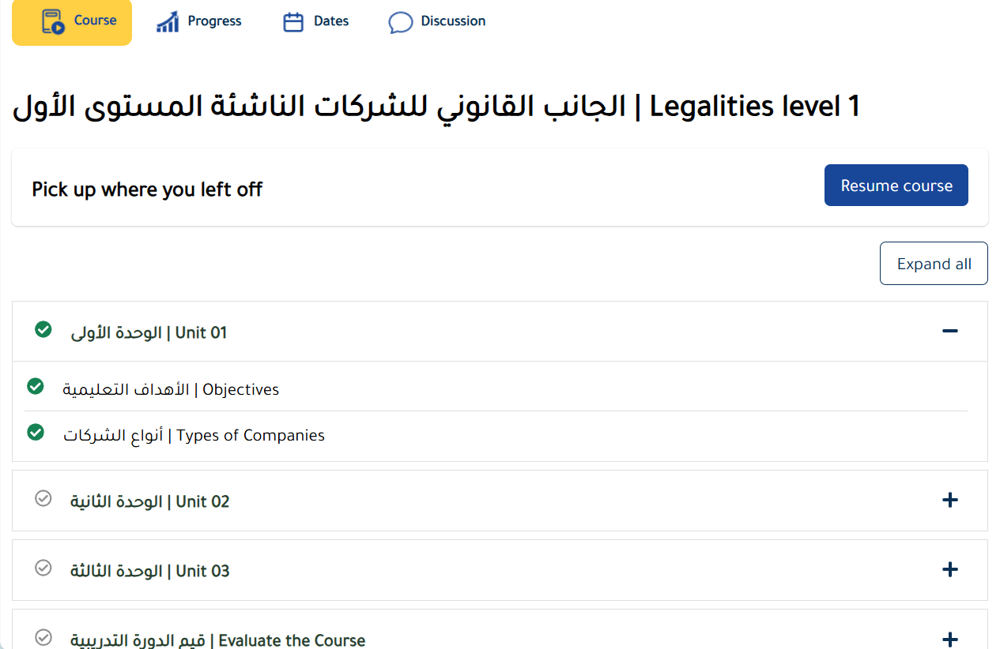 Course
Progress
Dates
Discussion
الجانب القانوني للشركات الناشئة المستوى الأول | Legalities level 1
Pick up where you left off
Resume course
Expand all
الوحدة الأولى | Unit 01
الأهداف التعليمية | Objectives
أنواع الشركات | Types of Companies
الوحدة الثانية | Unit 02
الوحدة الثالثة | Unit 03
قيم الدورة التدريبية | Evaluate the Course